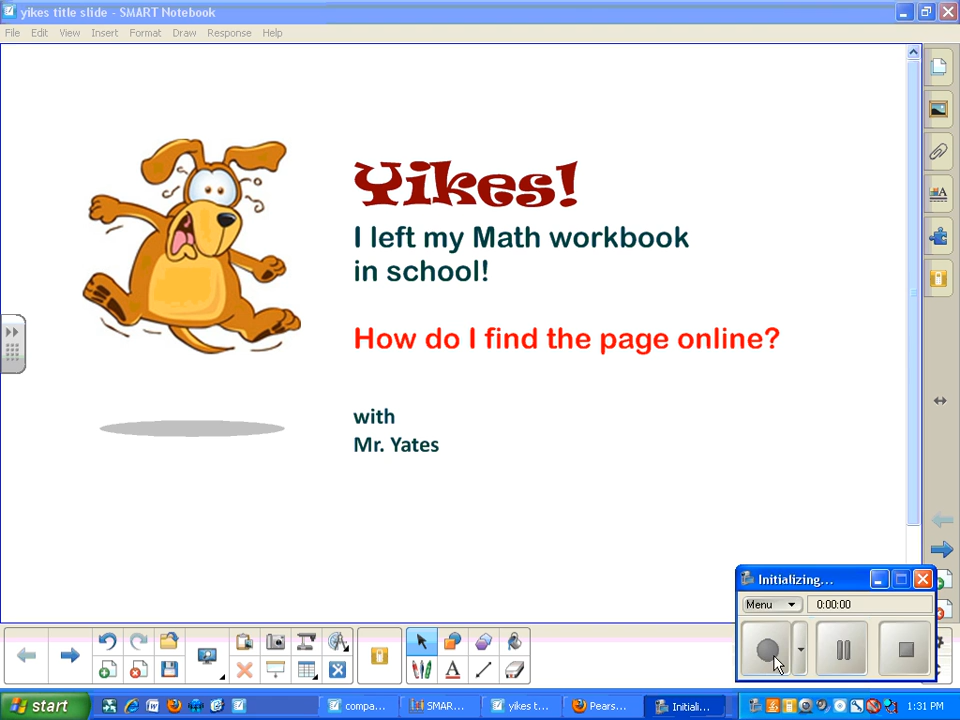 yikes title slide - SMART Notebook
File Edit View Insert Format Draw Response Help
Yikes!
I left my Math workbook
in school!
How do I find the page online?
with
Mr. Yates
Initializing...
Menu 0:00:00
start compa... SMAR... yikes t... Pears... Initiali... 1:31 PM